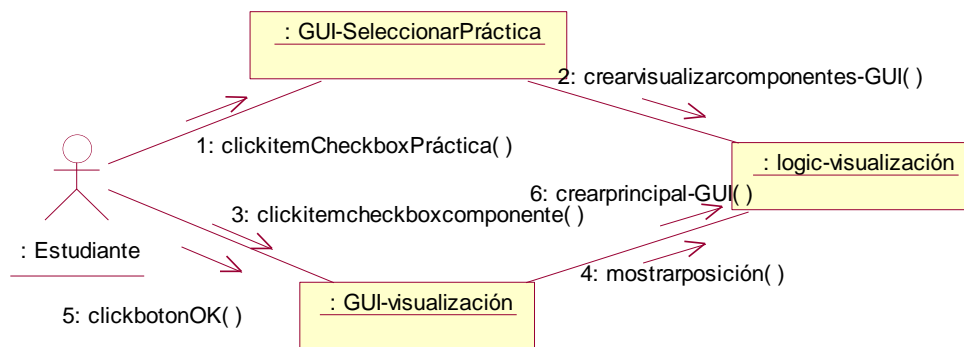 : GUI-SeleccionarPráctica
2: crearvisualizarcomponentes-GUI( )
1: clickitemCheckboxPráctica( )
: logic-visualización
6: crearprincipal-GUI( )
3: clickitemcheckboxcomponente( )
: Estudiante
4: mostrarposición( )
: GUI-visualización
5: clickbotonOK( )